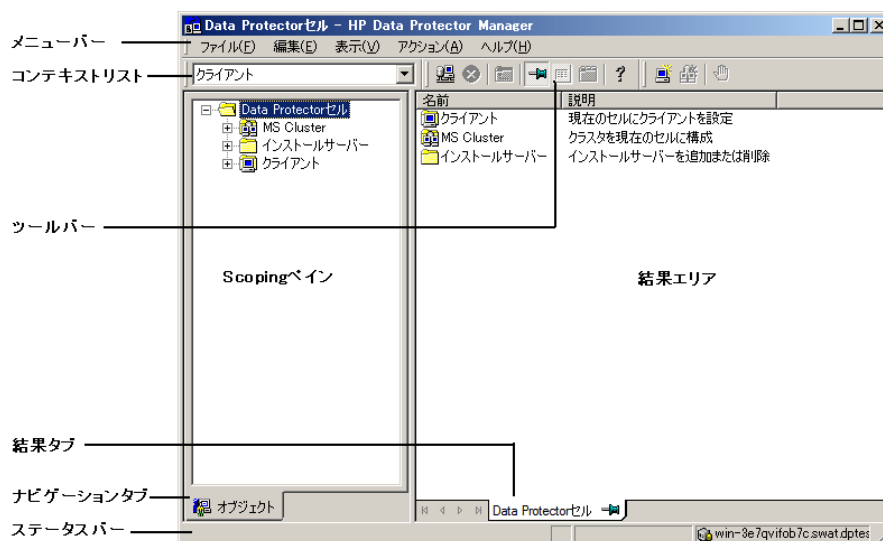 Data Protectorセル - HP Data Protector Manager
メニューバー
ファイル(F) 編集(E) 表示(V) アクション(A) ヘルプ(H)
コンテキストリスト
クライアント
Data Protectorセル
MS Cluster
インストールサーバー
クライアント
名前 説明
クライアント 現在のセルにクライアントを設定
MS Cluster クラスタを現在のセルに構成
インストールサーバー インストールサーバーを追加または削除
ツールバー
Scopingペイン
結果エリア
結果タブ
ナビゲーションタブ
オブジェクト
Data Protectorセル
ステータスバー
win-3e7qvifob7c.swat.dptes